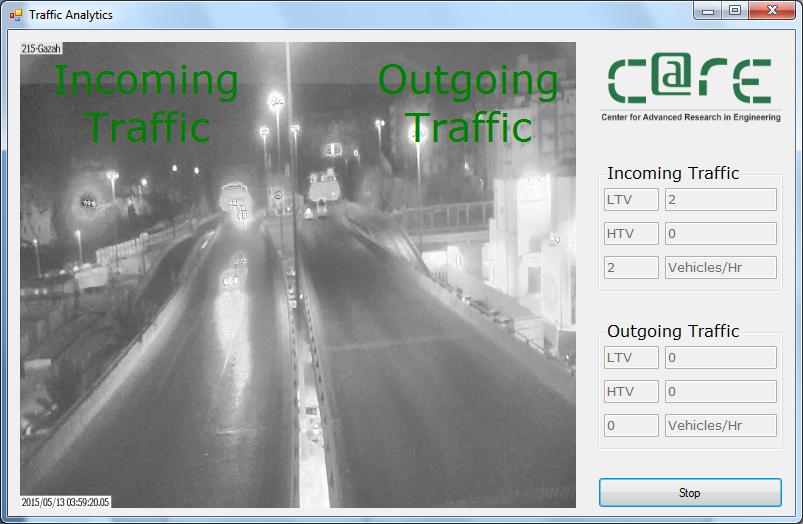 Traffic Analytics
215-Gazah
Incoming
Traffic
Outgoing
Traffic
2015/05/13 03:59:20.05
c@rE
Center for Advanced Research in Engineering
Incoming Traffic
LTV 2
HTV 0
2 Vehicles/Hr
Outgoing Traffic
LTV 0
HTV 0
0 Vehicles/Hr
Stop